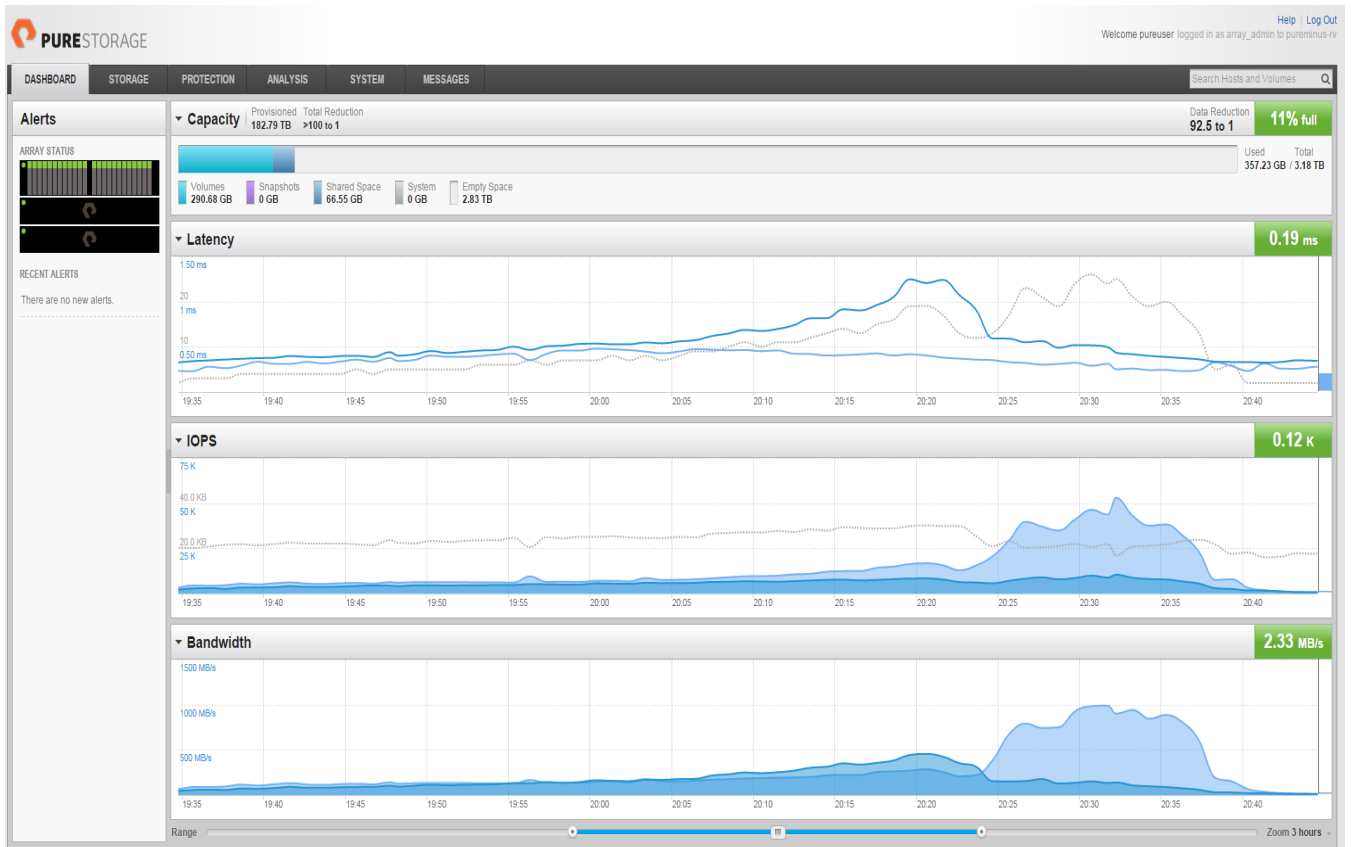 Help | Log Out
PURESTORAGE
Welcome pureuser logged in as array_admin to pureminus-rv
DASHBOARD STORAGE PROTECTION ANALYSIS SYSTEM MESSAGES
Search Hosts and Volumes
Alerts
ARRAY STATUS
RECENT ALERTS
There are no new alerts.
Capacity
Provisioned Total Reduction
182.79 TB >100 to 1
Data Reduction
92.5 to 1
11% full
Used Total
357.23 GB / 3.18 TB
Volumes Snapshots Shared Space System Empty Space
290.68 GB 0 GB 66.55 GB 0 GB 2.83 TB
Latency
0.19 ms
1.50 ms
20
1 ms
10
0.50 ms
19:35 19:40 19:45 19:50 19:55 20:00 20:05 20:10 20:15 20:20 20:25 20:30 20:35 20:40
IOPS
0.12 K
75 K
40.0 KB
50 K
20.0 KB
25 K
19:35 19:40 19:45 19:50 19:55 20:00 20:05 20:10 20:15 20:20 20:25 20:30 20:35 20:40
Bandwidth
2.33 MB/s
1500 MB/s
1000 MB/s
500 MB/s
19:35 19:40 19:45 19:50 19:55 20:00 20:05 20:10 20:15 20:20 20:25 20:30 20:35 20:40
Range
Zoom 3 hours